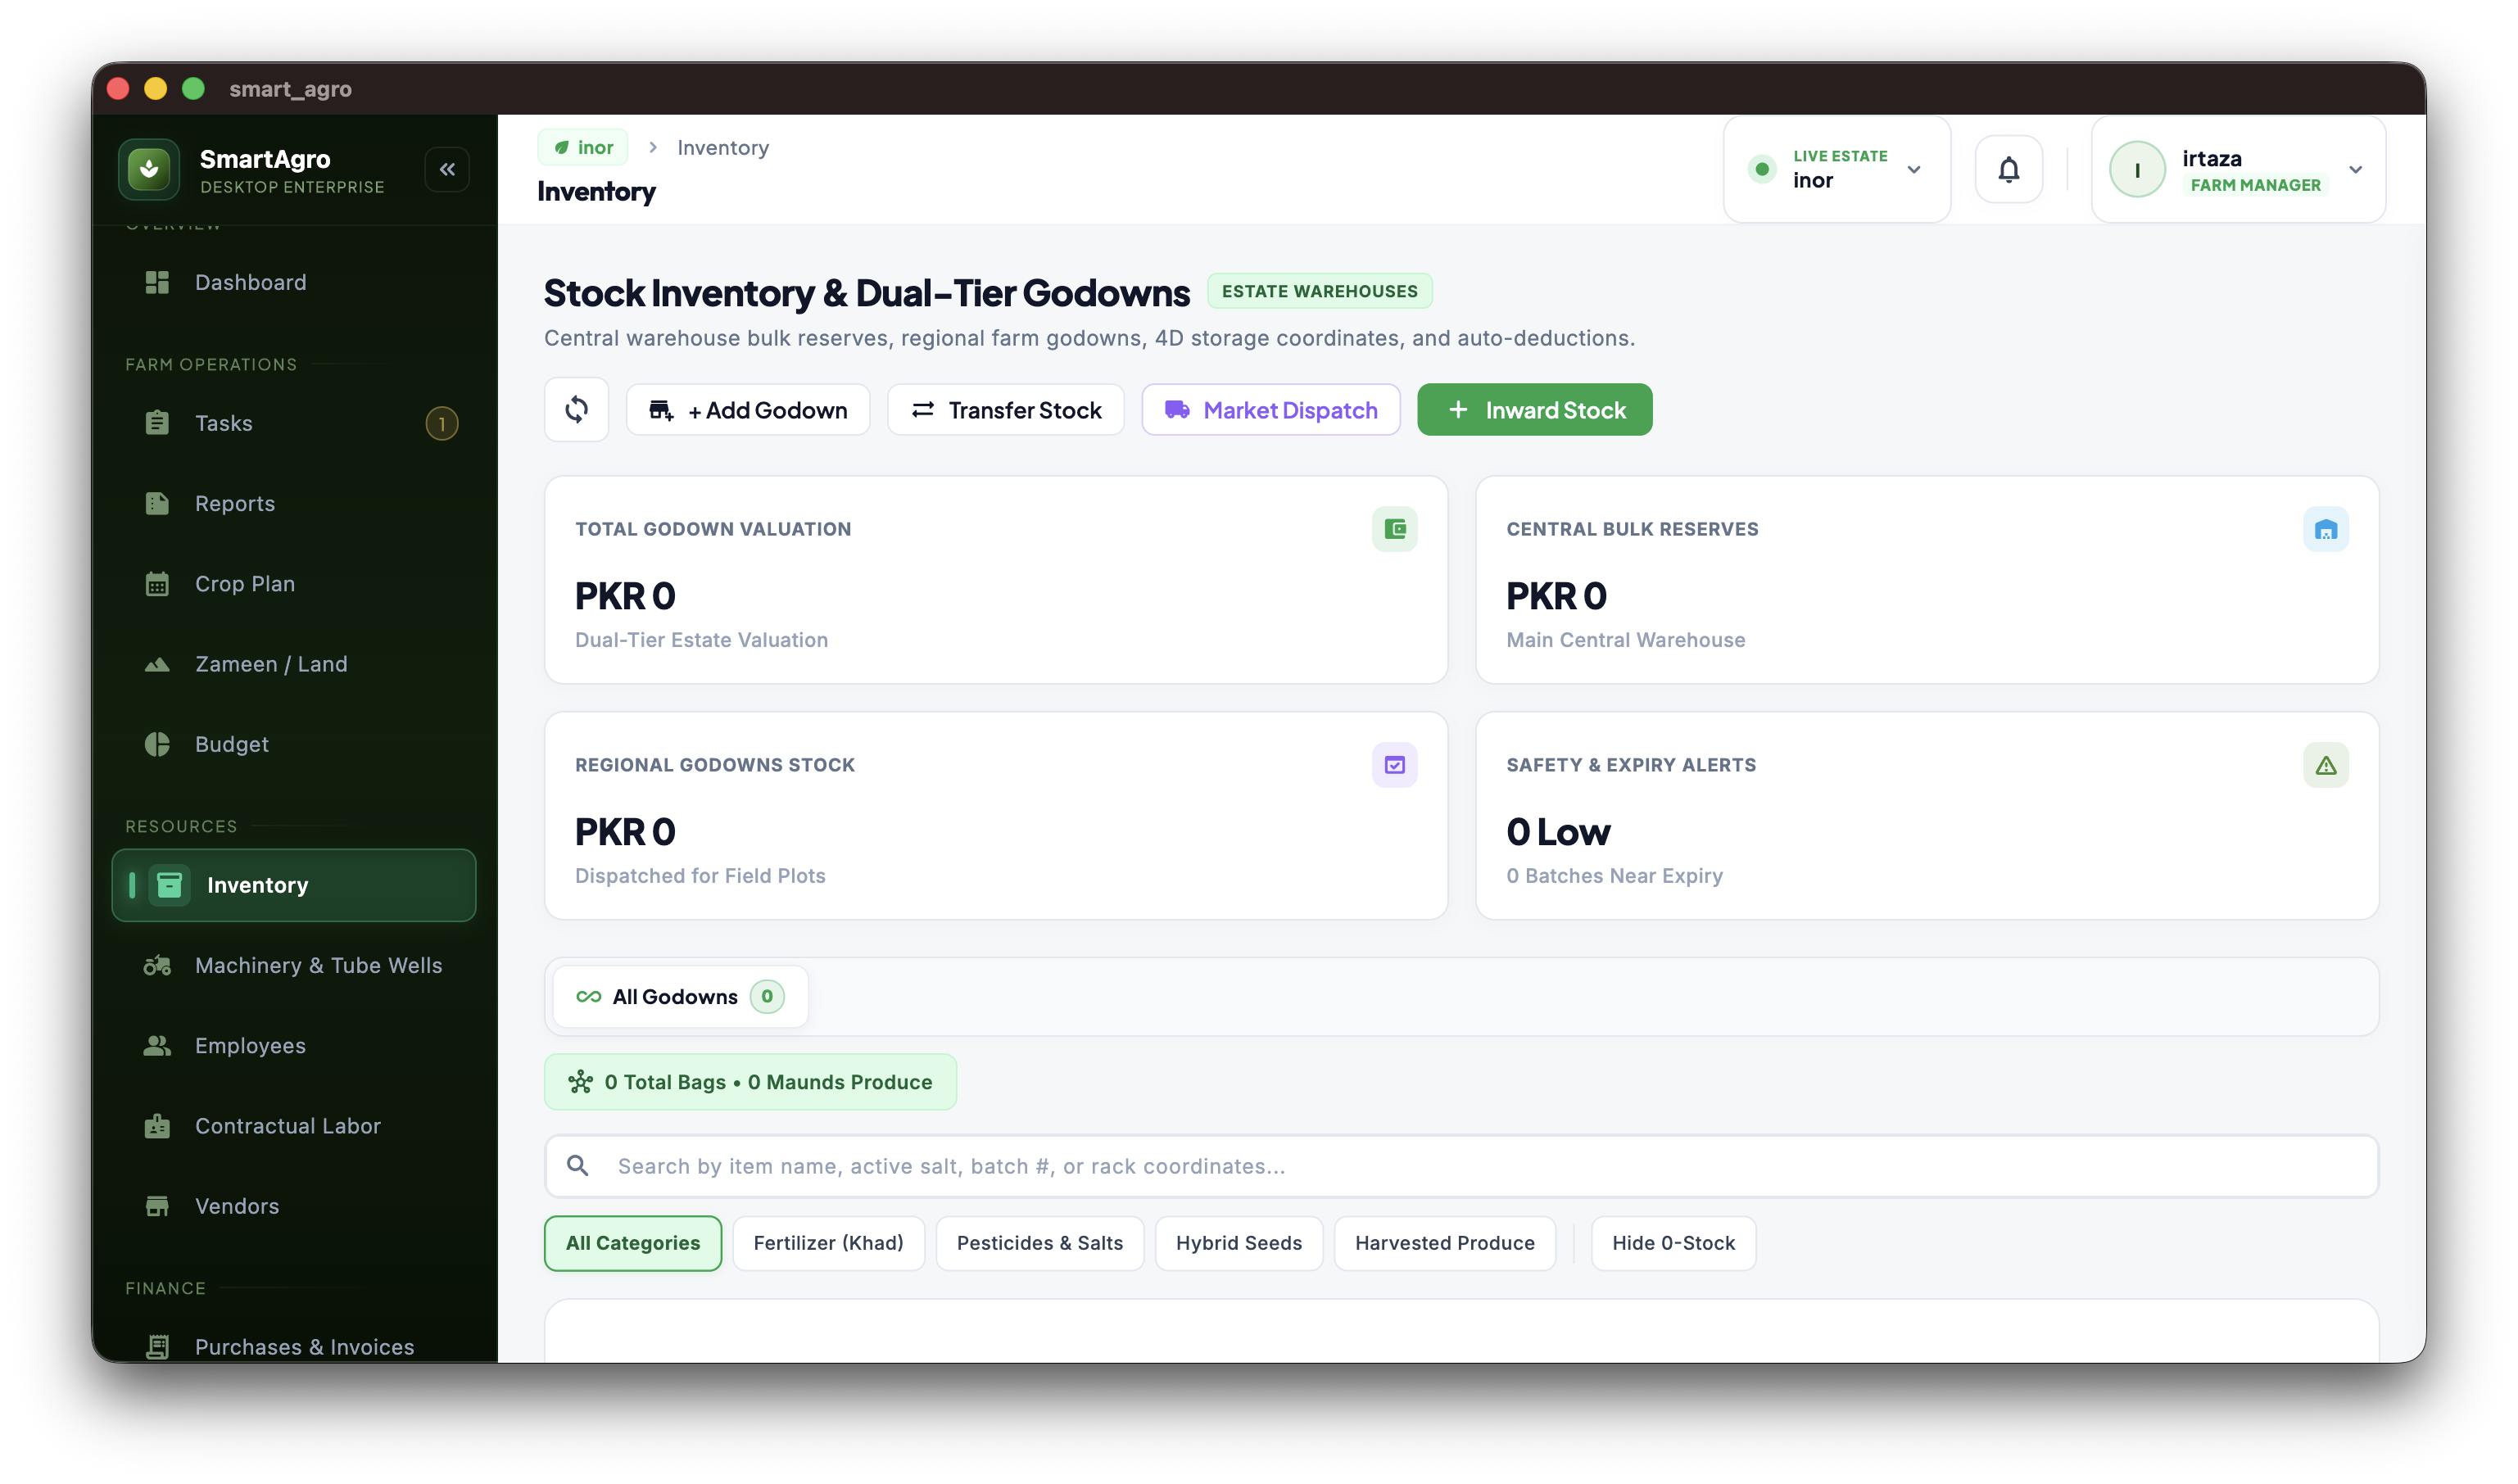 smart_agro
SmartAgro
DESKTOP ENTERPRISE
OVERVIEW
Dashboard
FARM OPERATIONS
Tasks
1
Reports
Crop Plan
Zameen / Land
Budget
RESOURCES
Inventory
Machinery & Tube Wells
Employees
Contractual Labor
Vendors
FINANCE
Purchases & Invoices
inor
Inventory
Inventory
LIVE ESTATE
inor
I
irtaza
FARM MANAGER
Stock Inventory & Dual-Tier Godowns
ESTATE WAREHOUSES
Central warehouse bulk reserves, regional farm godowns, 4D storage coordinates, and auto-deductions.
+ Add Godown
Transfer Stock
Market Dispatch
+ Inward Stock
TOTAL GODOWN VALUATION
PKR 0
Dual-Tier Estate Valuation
CENTRAL BULK RESERVES
PKR 0
Main Central Warehouse
REGIONAL GODOWNS STOCK
PKR 0
Dispatched for Field Plots
SAFETY & EXPIRY ALERTS
0 Low
0 Batches Near Expiry
All Godowns 0
0 Total Bags • 0 Maunds Produce
Search by item name, active salt, batch #, or rack coordinates...
All Categories
Fertilizer (Khad)
Pesticides & Salts
Hybrid Seeds
Harvested Produce
Hide 0-Stock